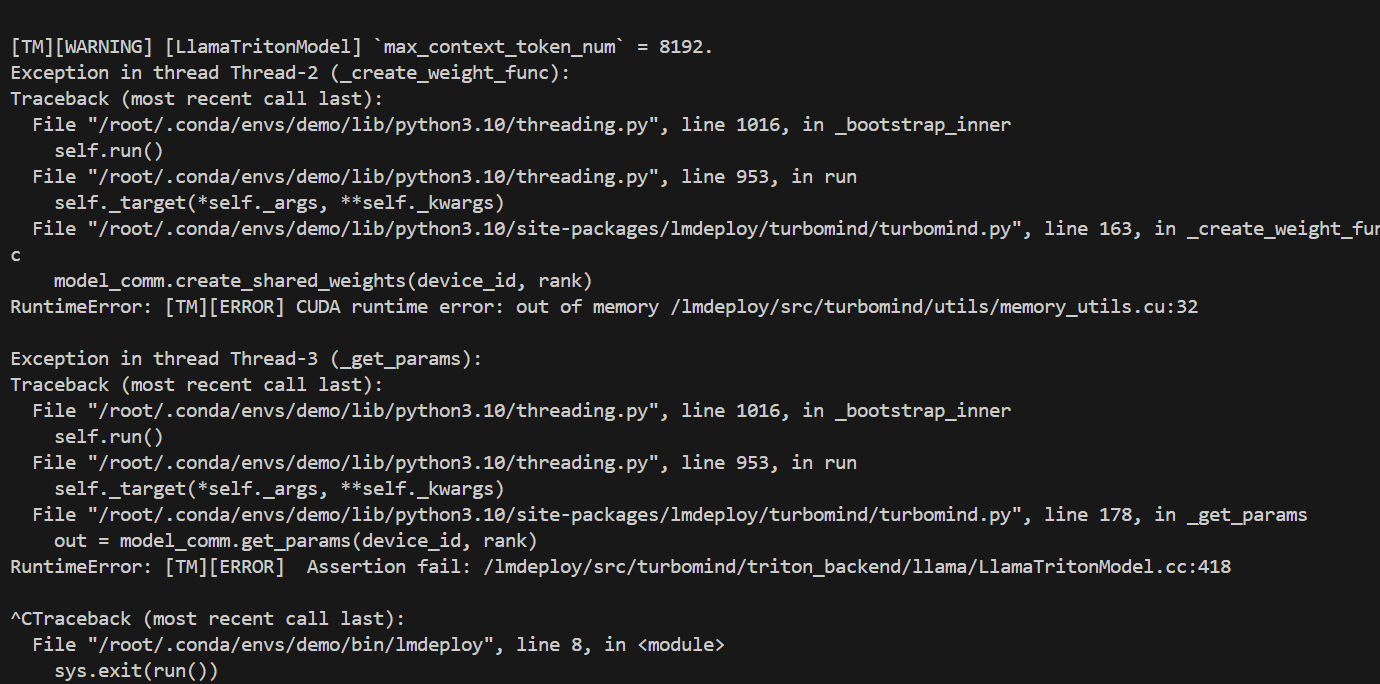 [TM][WARNING] [LlamaTritonModel] `max_context_token_num` = 8192.
Exception in thread Thread-2 (_create_weight_func):
Traceback (most recent call last):
  File "/root/.conda/envs/demo/lib/python3.10/threading.py", line 1016, in _bootstrap_inner
    self.run()
  File "/root/.conda/envs/demo/lib/python3.10/threading.py", line 953, in run
    self._target(*self._args, **self._kwargs)
  File "/root/.conda/envs/demo/lib/python3.10/site-packages/lmdeploy/turbomind/turbomind.py", line 163, in _create_weight_fun
c
    model_comm.create_shared_weights(device_id, rank)
RuntimeError: [TM][ERROR] CUDA runtime error: out of memory /lmdeploy/src/turbomind/utils/memory_utils.cu:32
Exception in thread Thread-3 (_get_params):
Traceback (most recent call last):
  File "/root/.conda/envs/demo/lib/python3.10/threading.py", line 1016, in _bootstrap_inner
    self.run()
  File "/root/.conda/envs/demo/lib/python3.10/threading.py", line 953, in run
    self._target(*self._args, **self._kwargs)
  File "/root/.conda/envs/demo/lib/python3.10/site-packages/lmdeploy/turbomind/turbomind.py", line 178, in _get_params
    out = model_comm.get_params(device_id, rank)
RuntimeError: [TM][ERROR]  Assertion fail: /lmdeploy/src/turbomind/triton_backend/llama/LlamaTritonModel.cc:418
^CTraceback (most recent call last):
  File "/root/.conda/envs/demo/bin/lmdeploy", line 8, in <module>
    sys.exit(run())